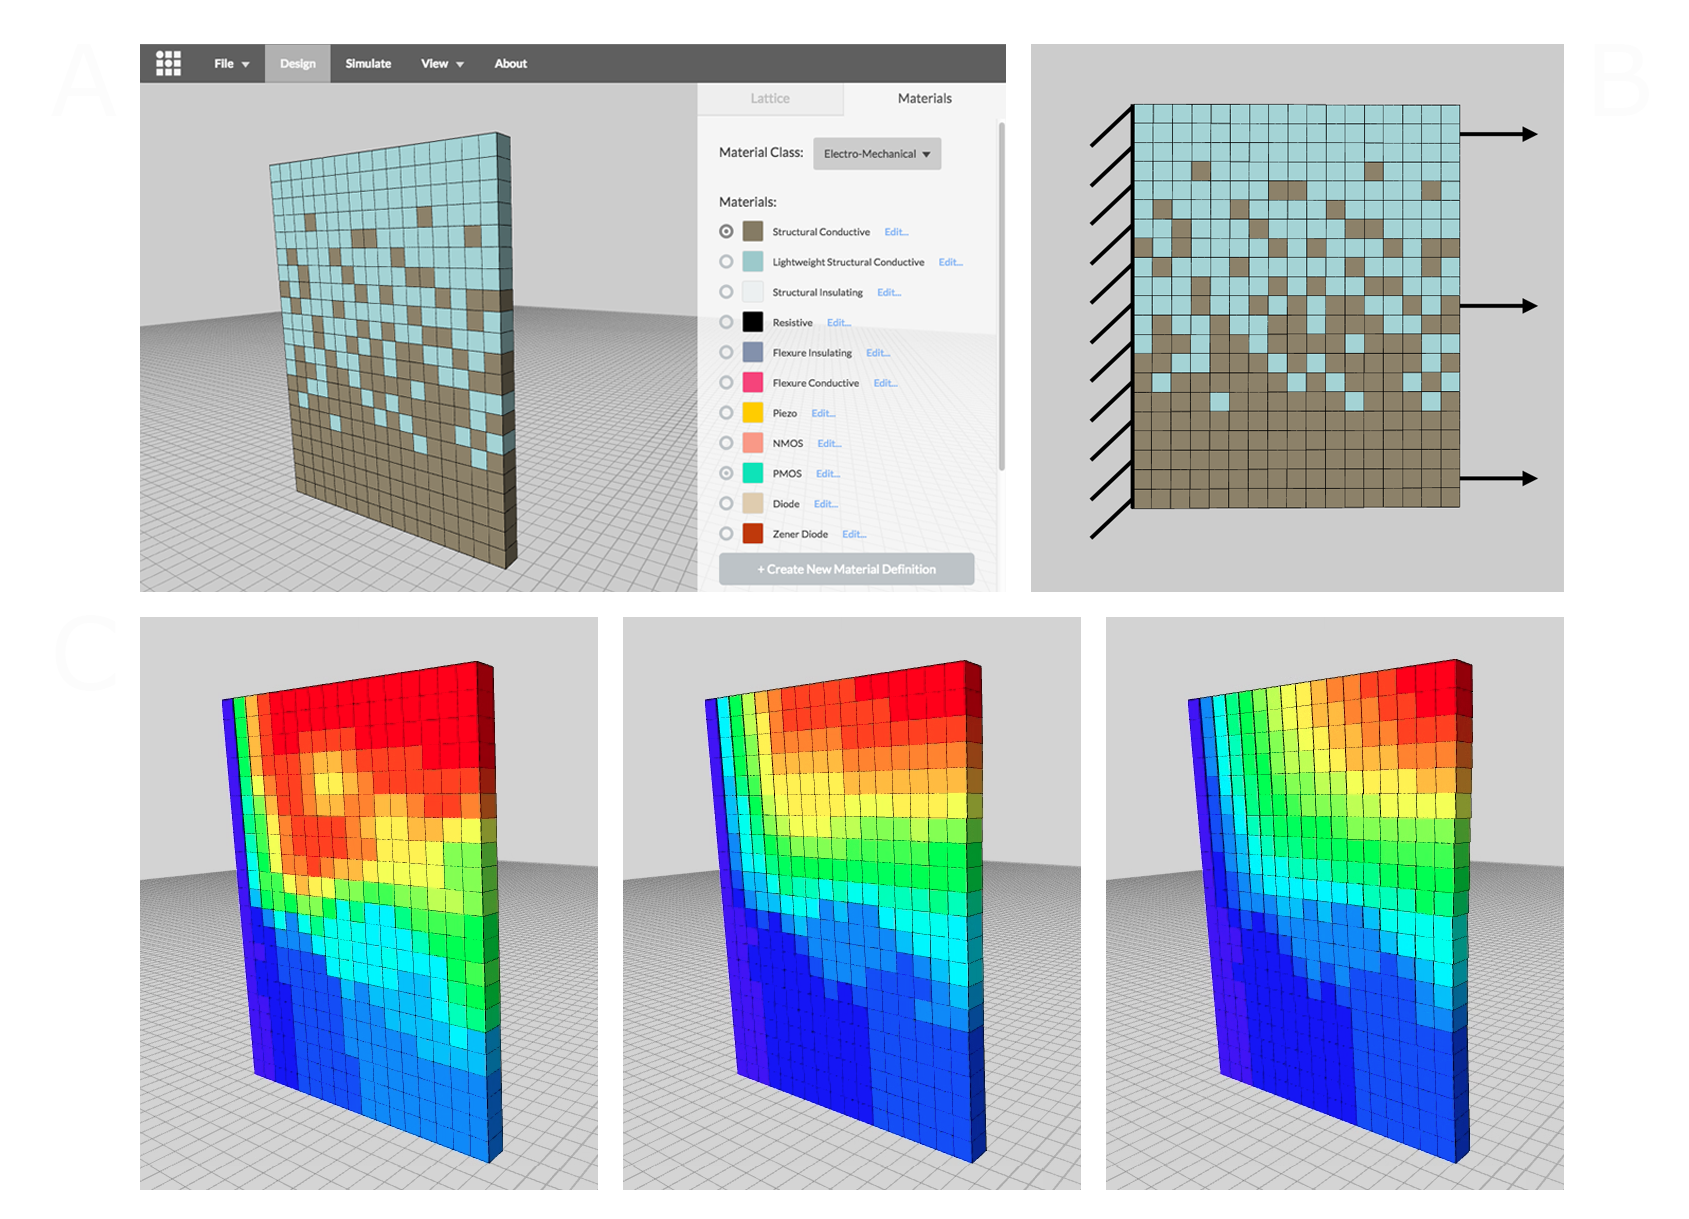 A
File Design Simulate View About
Lattice Materials
Material Class: Electro-Mechanical
Materials:
Structural Conductive Edit...
Lightweight Structural Conductive Edit...
Structural Insulating Edit...
Resistive Edit...
Flexure Insulating Edit...
Flexure Conductive Edit...
Piezo Edit...
NMOS Edit...
PMOS Edit...
Diode Edit...
Zener Diode Edit...
+ Create New Material Definition
B
C